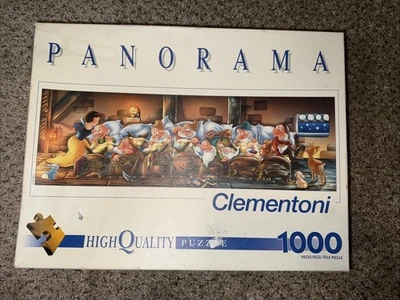 PANORAMA
Clementoni
HIGH QUALITY PUZZLE
1000